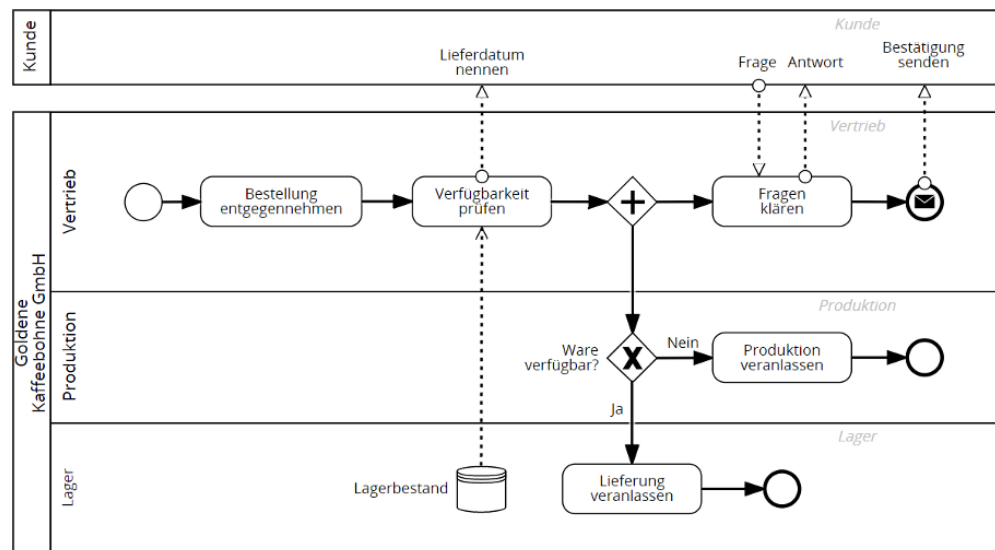 Kunde
Kunde
Lieferdatum
nennen
Frage
Antwort
Bestätigung
senden
Goldene
Kaffeebohne GmbH
Vertrieb
Vertrieb
Bestellung
entgegennehmen
Verfügbarkeit
prüfen
Fragen
klären
Produktion
Produktion
Ware
verfügbar?
Nein
Produktion
veranlassen
Ja
Lager
Lager
Lagerbestand
Lieferung
veranlassen